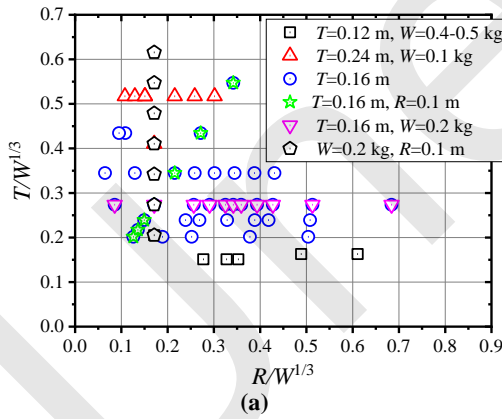 T=0.12 m, W=0.4-0.5 kg
T=0.24 m, W=0.1 kg
T=0.16 m
T=0.16 m, R=0.1 m
T=0.16 m, W=0.2 kg
W=0.2 kg, R=0.1 m
T/W^{1/3}
0.7
0.6
0.5
0.4
0.3
0.2
0.1
0.0
0.0 0.1 0.2 0.3 0.4 0.5 0.6 0.7 0.8 0.9
R/W^{1/3}
(a)